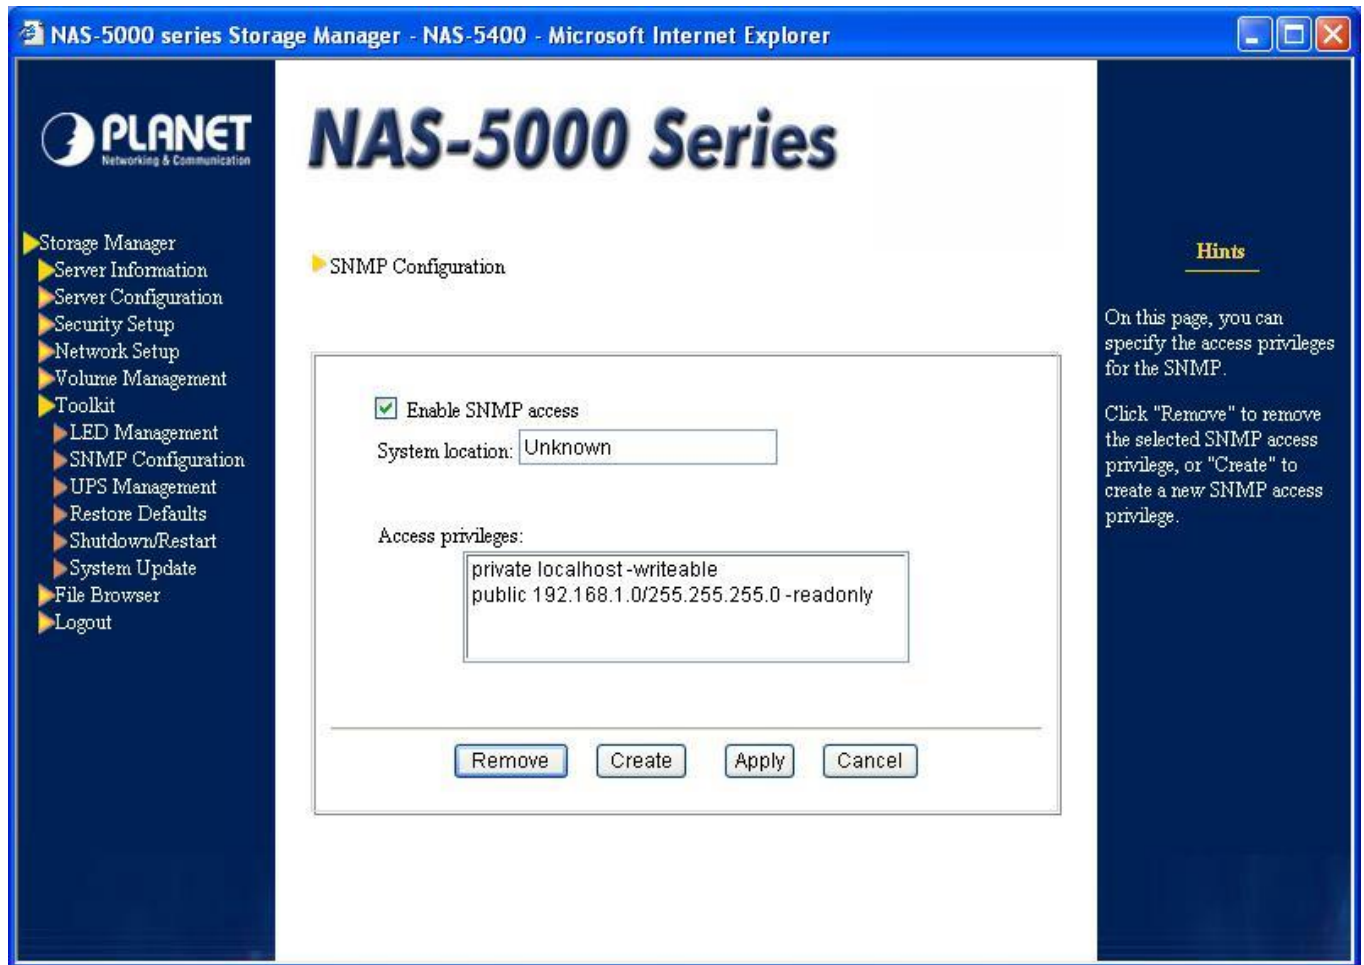 NAS-5000 series Storage Manager - NAS-5400 - Microsoft Internet Explorer
PLANET
Networking & Communication
NAS-5000 Series
Storage Manager
Server Information
Server Configuration
Security Setup
Network Setup
Volume Management
Toolkit
LED Management
SNMP Configuration
UPS Management
Restore Defaults
Shutdown/Restart
System Update
File Browser
Logout
SNMP Configuration
Enable SNMP access
System location: Unknown
Access privileges:
private localhost -writeable
public 192.168.1.0/255.255.255.0 -readonly
Remove Create Apply Cancel
Hints
On this page, you can
specify the access privileges
for the SNMP.
Click "Remove" to remove
the selected SNMP access
privilege, or "Create" to
create a new SNMP access
privilege.